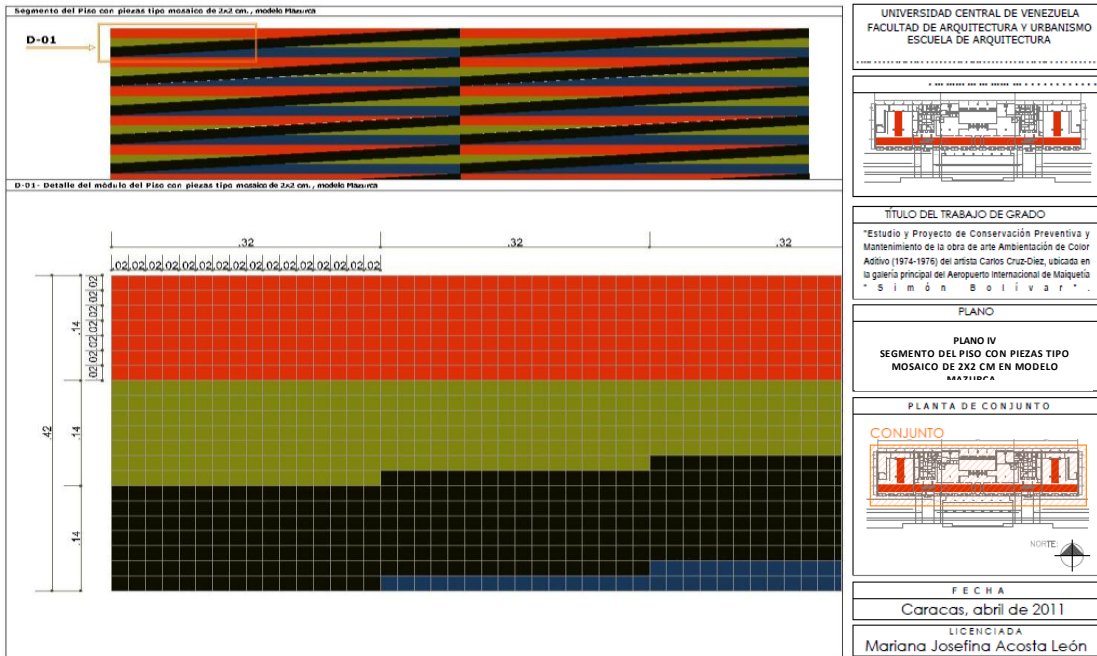 Segmento del Piso con piezas tipo mosaico de 2x2 cm. , modelo Mazurca
D-01
D-01- Detalle del módulo del Piso con piezas tipo mosaico de 2x2 cm. , modelo Mazurca
.32 .32 .32
.02 .02 .02 .02 .02 .02 .02 .02 .02 .02 .02 .02 .02 .02 .02 .02
.02 .02 .02 .02 .02 .02 .02
.14
.14
.14
.42
UNIVERSIDAD CENTRAL DE VENEZUELA
FACULTAD DE ARQUITECTURA Y URBANISMO
ESCUELA DE ARQUITECTURA
TÍTULO DEL TRABAJO DE GRADO
"Estudio y Proyecto de Conservación Preventiva y
Mantenimiento de la obra de arte Ambientación de Color
Aditivo (1974-1976) del artista Carlos Cruz-Diez, ubicada en
la galería principal del Aeropuerto Internacional de Maiquetía
" S i m ó n B o l í v a r " .
PLANO
PLANO IV
SEGMENTO DEL PISO CON PIEZAS TIPO
MOSAICO DE 2X2 CM EN MODELO
MAZURCA
PLANTA DE CONJUNTO
CONJUNTO
NORTE:
FECHA
Caracas, abril de 2011
LICENCIADA
Mariana Josefina Acosta León